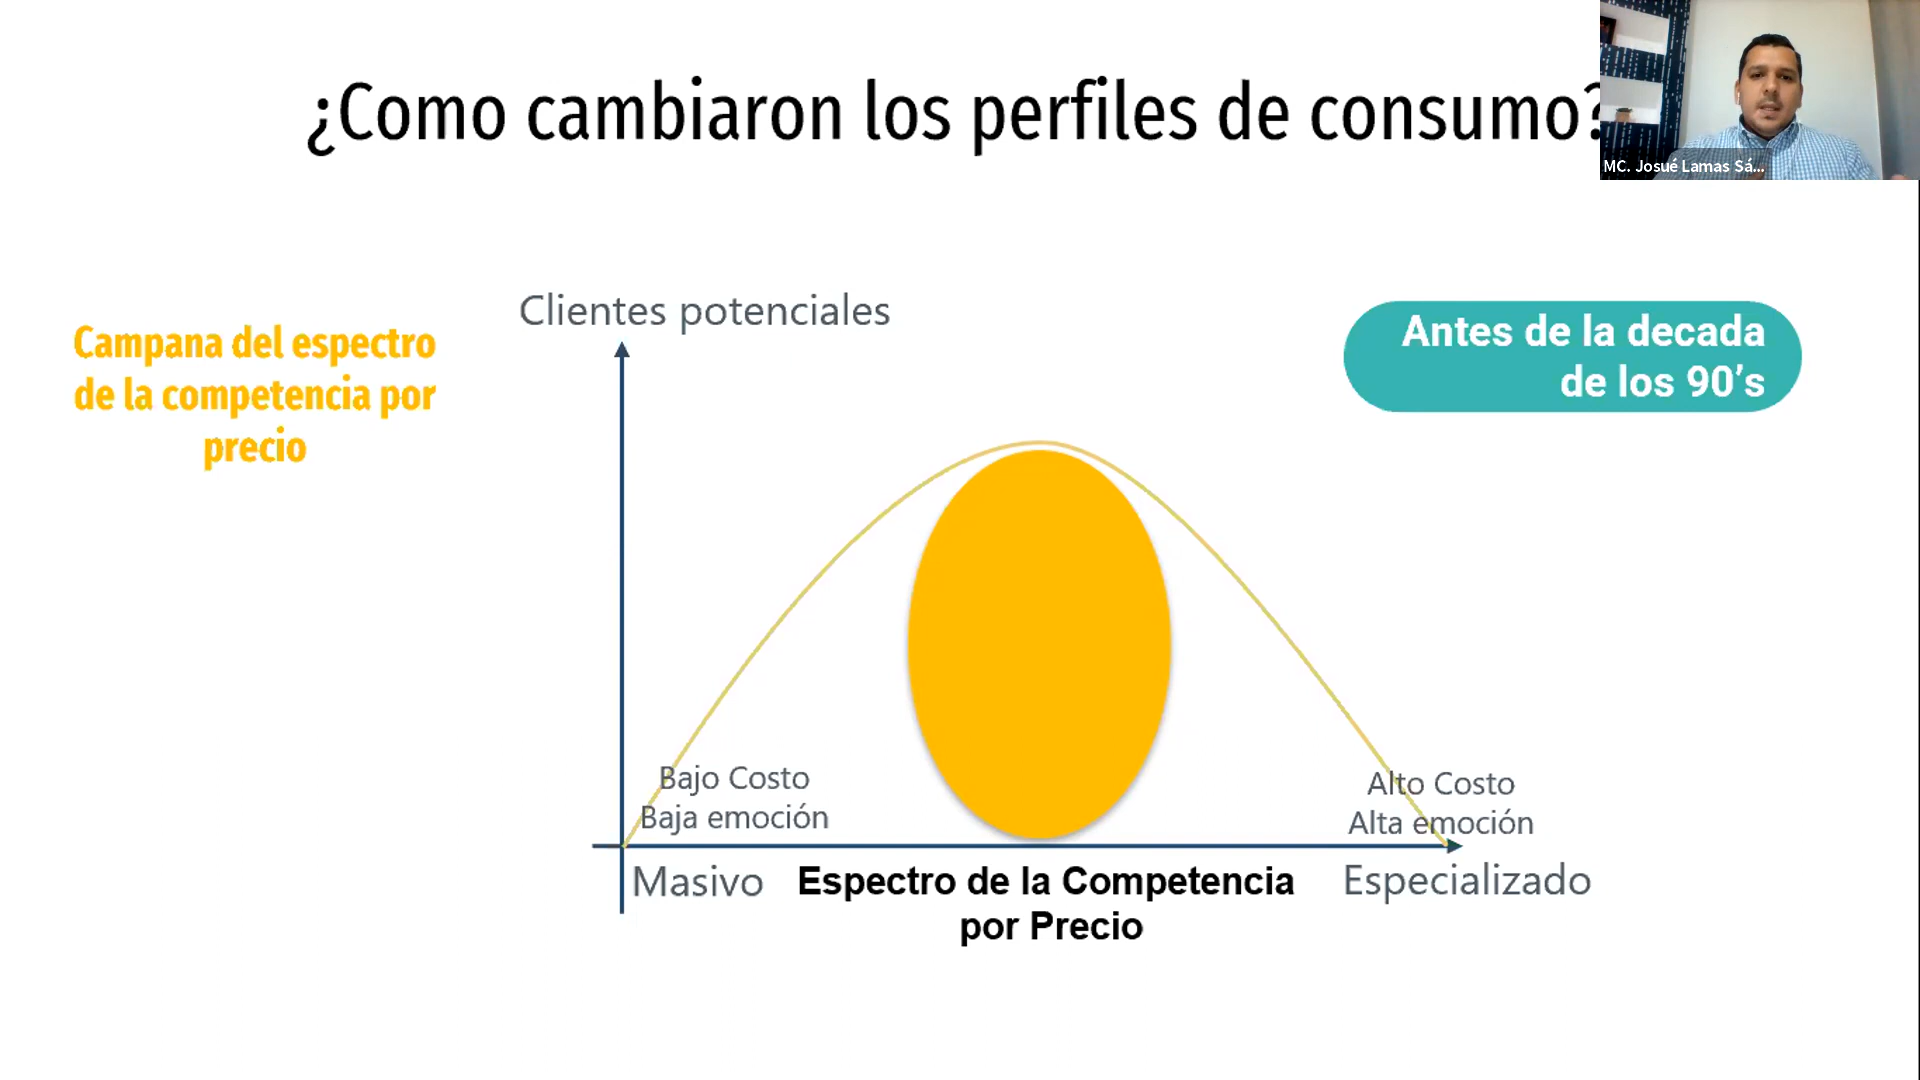 ¿Como cambiaron los perfiles de consumo?
MC. Josué Lamas Sá...
Clientes potenciales
Campana del espectro
de la competencia por
precio
Antes de la decada
de los 90's
Bajo Costo
Baja emoción
Alto Costo
Alta emoción
Masivo
Espectro de la Competencia
por Precio
Especializado